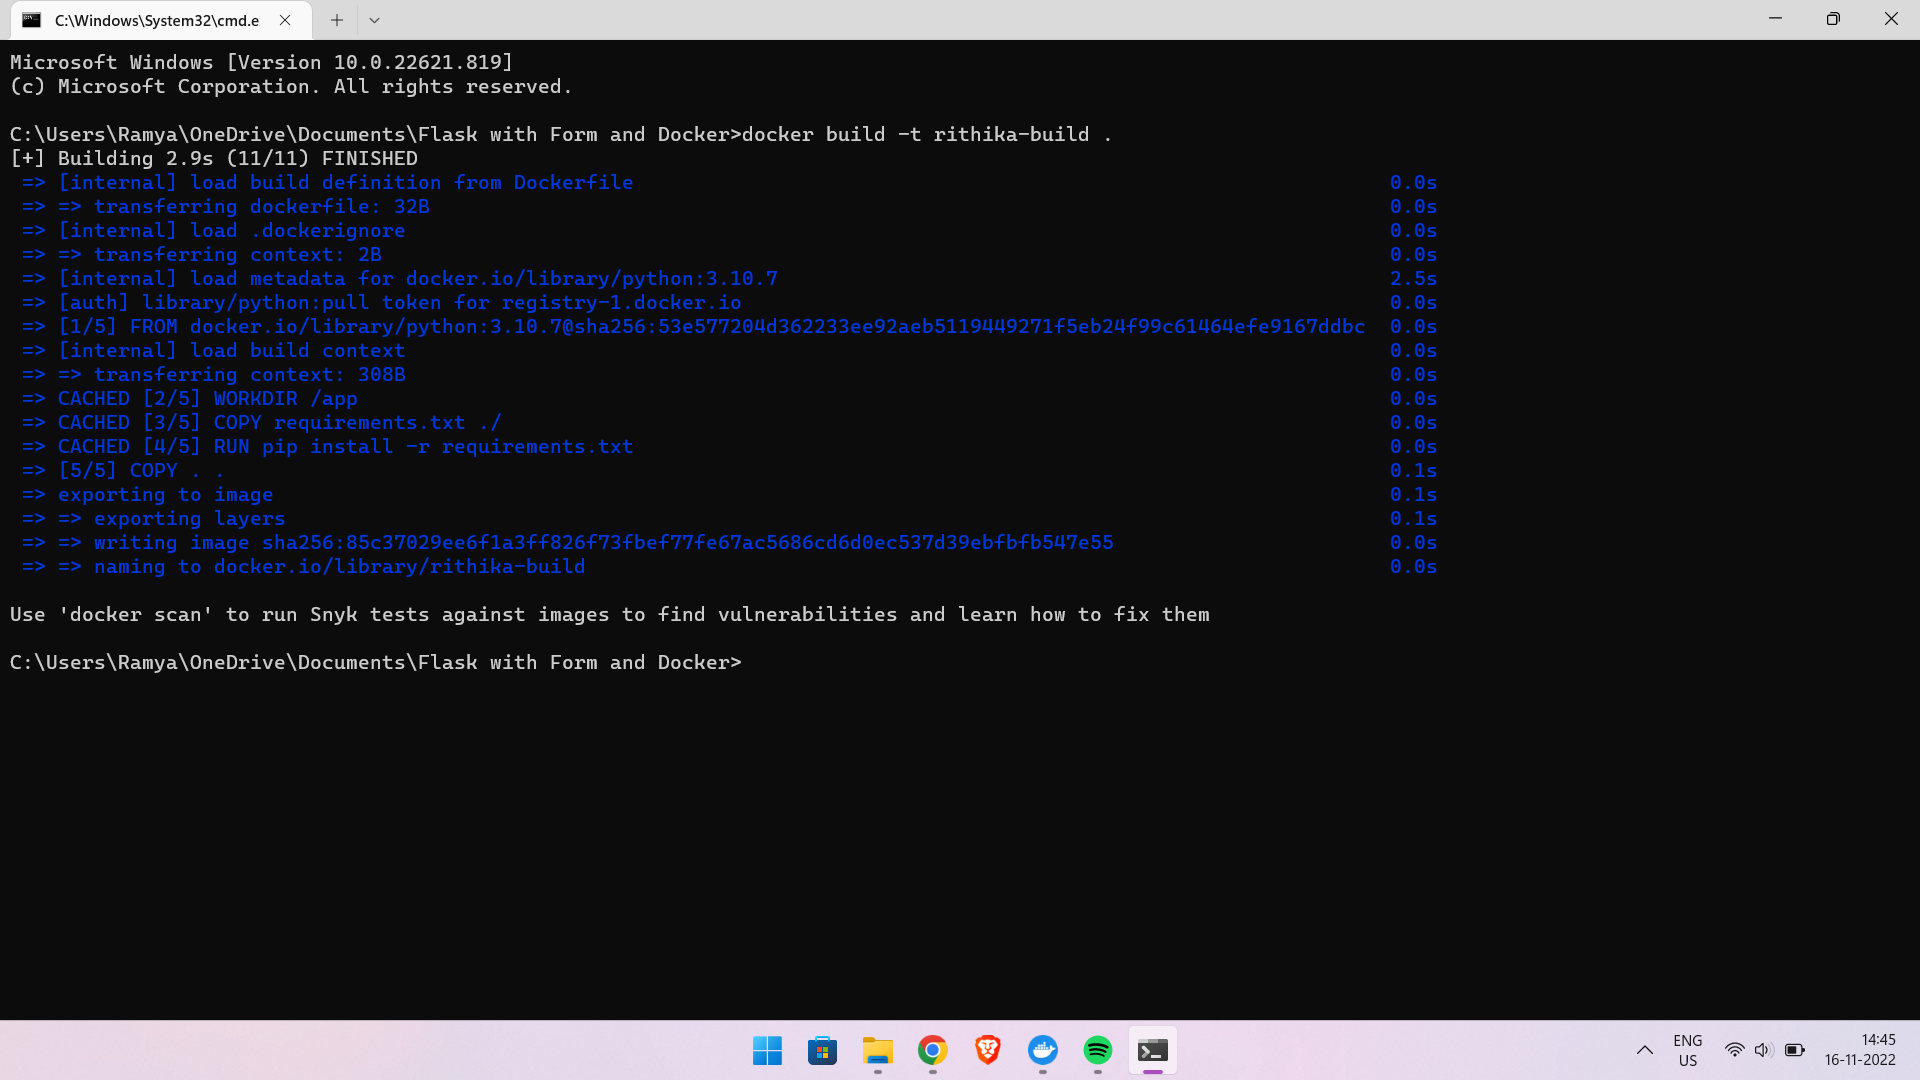 C:\Windows\System32\cmd.e
Microsoft Windows [Version 10.0.22621.819]
(c) Microsoft Corporation. All rights reserved.
C:\Users\Ramya\OneDrive\Documents\Flask with Form and Docker>docker build -t rithika-build .
[+] Building 2.9s (11/11) FINISHED
=> [internal] load build definition from Dockerfile 0.0s
=> => transferring dockerfile: 32B 0.0s
=> [internal] load .dockerignore 0.0s
=> => transferring context: 2B 0.0s
=> [internal] load metadata for docker.io/library/python:3.10.7 2.5s
=> [auth] library/python:pull token for registry-1.docker.io 0.0s
=> [1/5] FROM docker.io/library/python:3.10.7@sha256:53e577204d362233ee92aeb5119449271f5eb24f99c61464efe9167ddbc 0.0s
=> [internal] load build context 0.0s
=> => transferring context: 308B 0.0s
=> CACHED [2/5] WORKDIR /app 0.0s
=> CACHED [3/5] COPY requirements.txt ./ 0.0s
=> CACHED [4/5] RUN pip install -r requirements.txt 0.0s
=> [5/5] COPY . . 0.1s
=> exporting to image 0.1s
=> => exporting layers 0.1s
=> => writing image sha256:85c37029ee6f1a3ff826f73fbef77fe67ac5686cd6d0ec537d39ebfbfb547e55 0.0s
=> => naming to docker.io/library/rithika-build 0.0s
Use 'docker scan' to run Snyk tests against images to find vulnerabilities and learn how to fix them
C:\Users\Ramya\OneDrive\Documents\Flask with Form and Docker>
ENG
US
14:45
16-11-2022